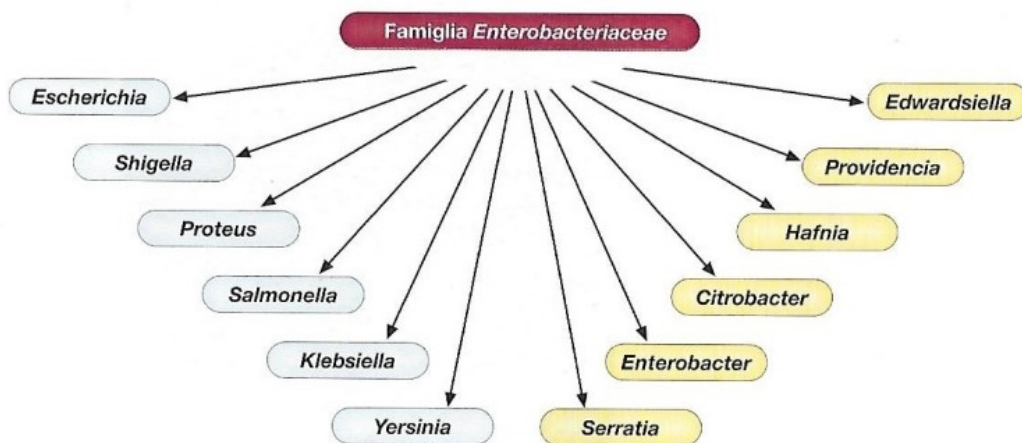 Famiglia Enterobacteriaceae
Escherichia
Edwardsiella
Shigella
Providencia
Proteus
Hafnia
Salmonella
Citrobacter
Klebsiella
Enterobacter
Yersinia
Serratia